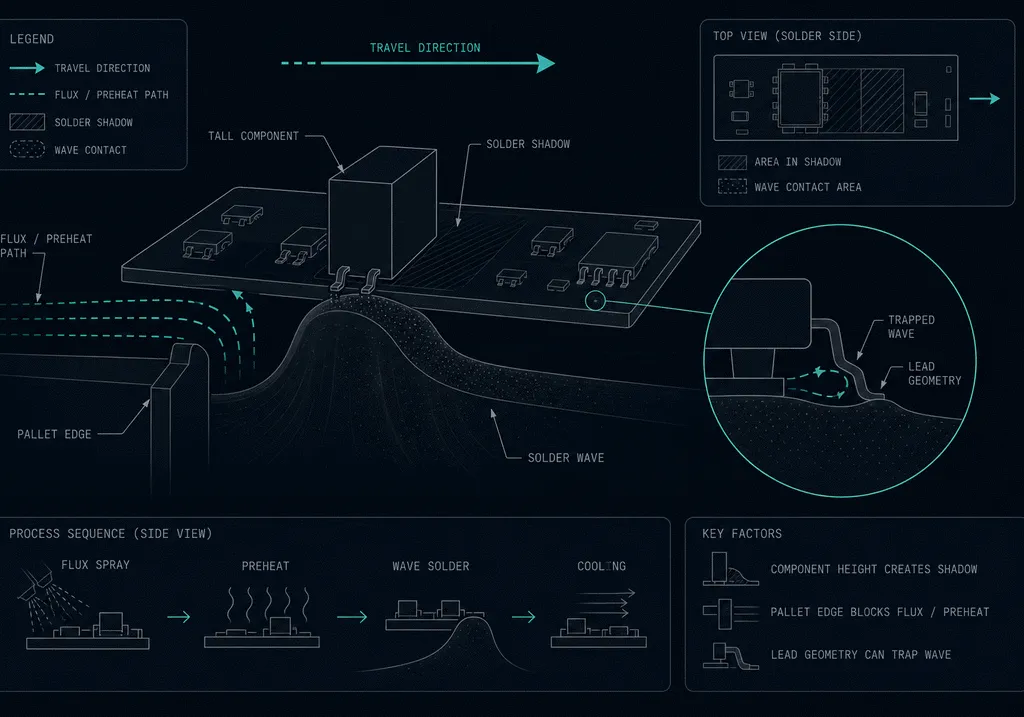 LEGEND
TRAVEL DIRECTION
FLUX / PREHEAT PATH
SOLDER SHADOW
WAVE CONTACT
TRAVEL DIRECTION
TALL COMPONENT
SOLDER SHADOW
TOP VIEW (SOLDER SIDE)
AREA IN SHADOW
WAVE CONTACT AREA
FLUX / PREHEAT
PATH
PALLET EDGE
SOLDER WAVE
TRAPPED
WAVE
LEAD
GEOMETRY
PROCESS SEQUENCE (SIDE VIEW)
FLUX SPRAY
PREHEAT
WAVE SOLDER
COOLING
KEY FACTORS
COMPONENT HEIGHT CREATES SHADOW
PALLET EDGE BLOCKS FLUX / PREHEAT
LEAD GEOMETRY CAN TRAP WAVE